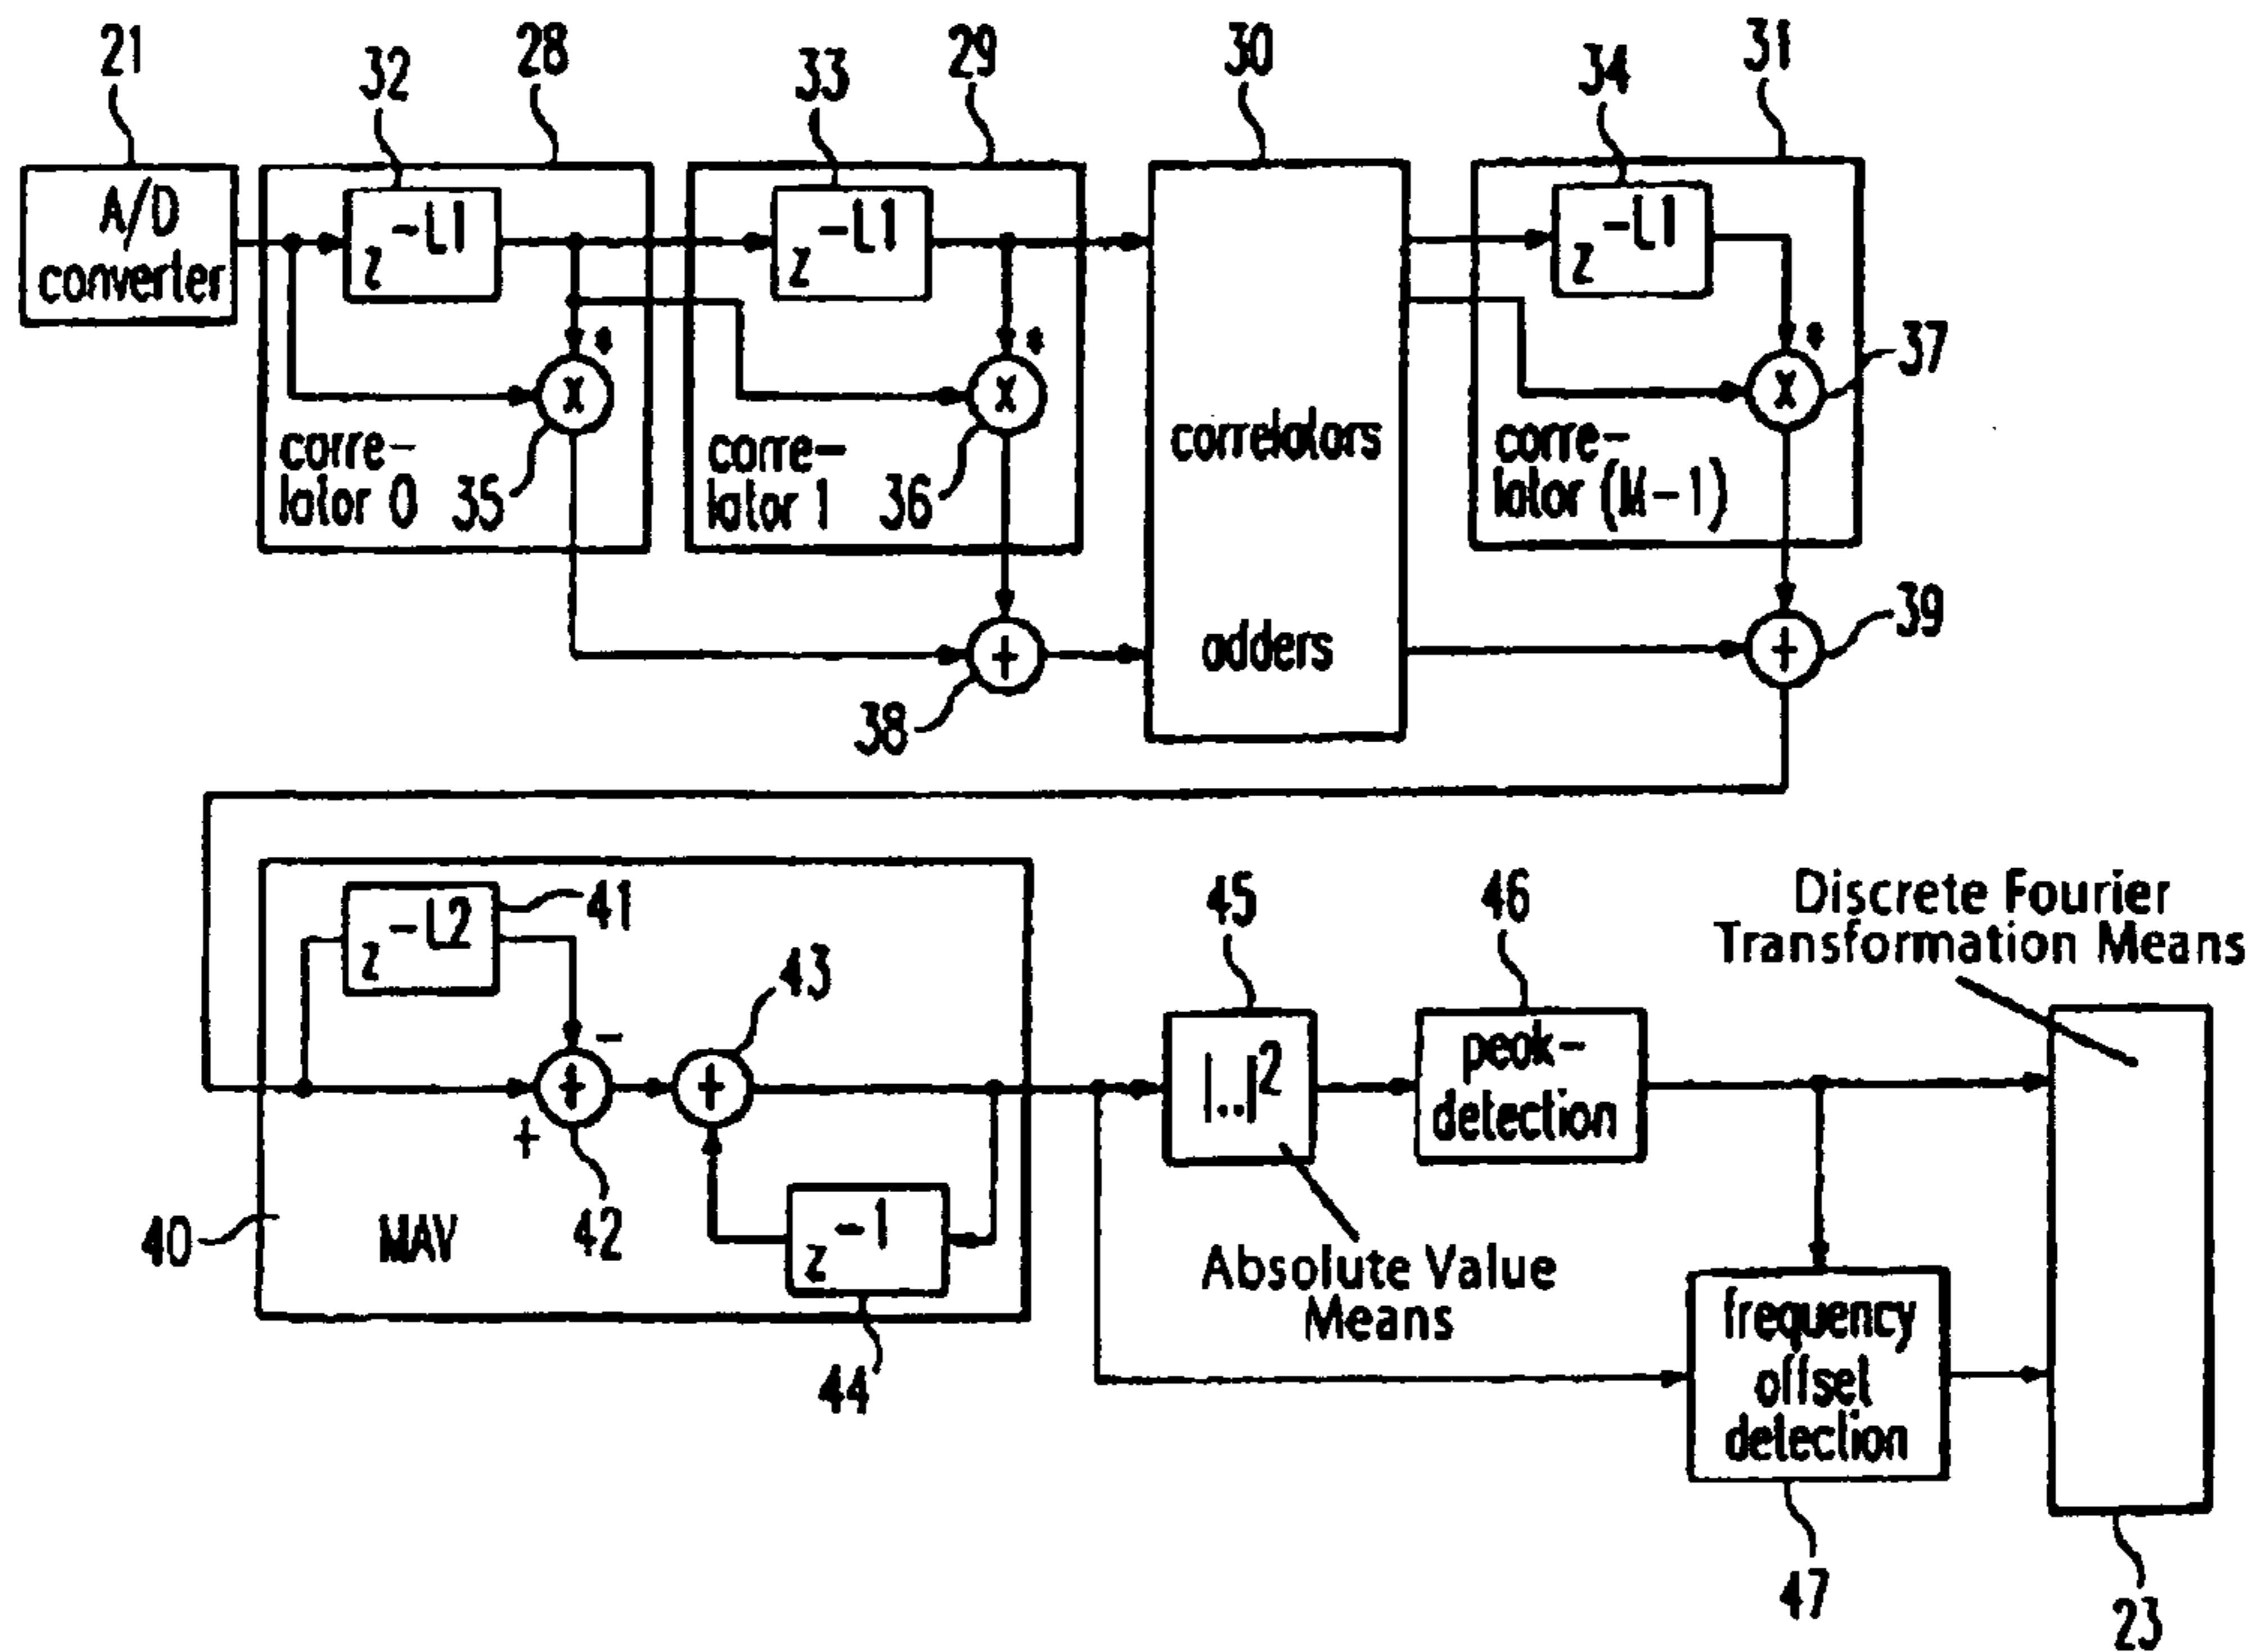 21
32
28
33
29
30
34
31
A/D
converter
z -L1
z -L1
z -L1
*
*
*
X
X
X
37
corre-
lator 0
35
corre-
lator 1
36
correlators
corre-
lator (M-1)
+
38
adders
+
39
z -L2
41
43
45
46
Discrete Fourier
Transformation Means
-
+
+
+
42
|..|2
peak-
detection
40
MAV
z -1
44
Absolute Value
Means
frequency
offset
detection
47
23